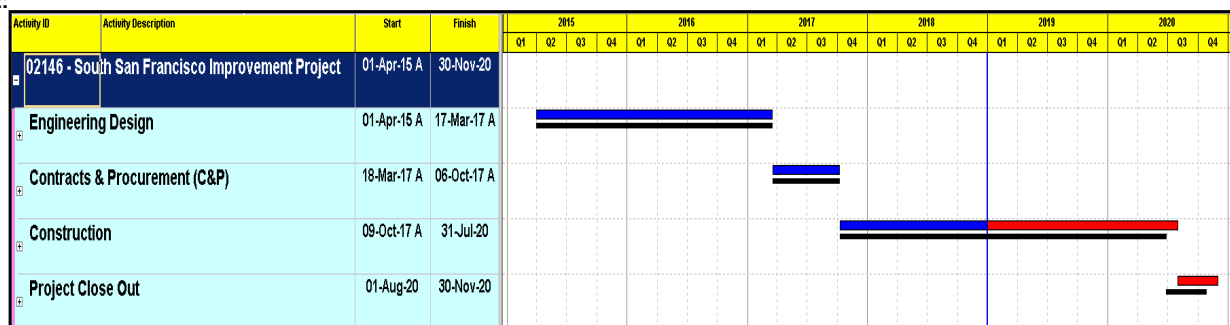 Activity ID Activity Description Start Finish 2015 2016 2017 2018 2019 2020
Q1 Q2 Q3 Q4 Q1 Q2 Q3 Q4 Q1 Q2 Q3 Q4 Q1 Q2 Q3 Q4 Q1 Q2 Q3 Q4 Q1 Q2 Q3 Q4
02146 - South San Francisco Improvement Project 01-Apr-15 A 30-Nov-20
Engineering Design 01-Apr-15 A 17-Mar-17 A
Contracts & Procurement (C&P) 18-Mar-17 A 06-Oct-17 A
Construction 09-Oct-17 A 31-Jul-20
Project Close Out 01-Aug-20 30-Nov-20